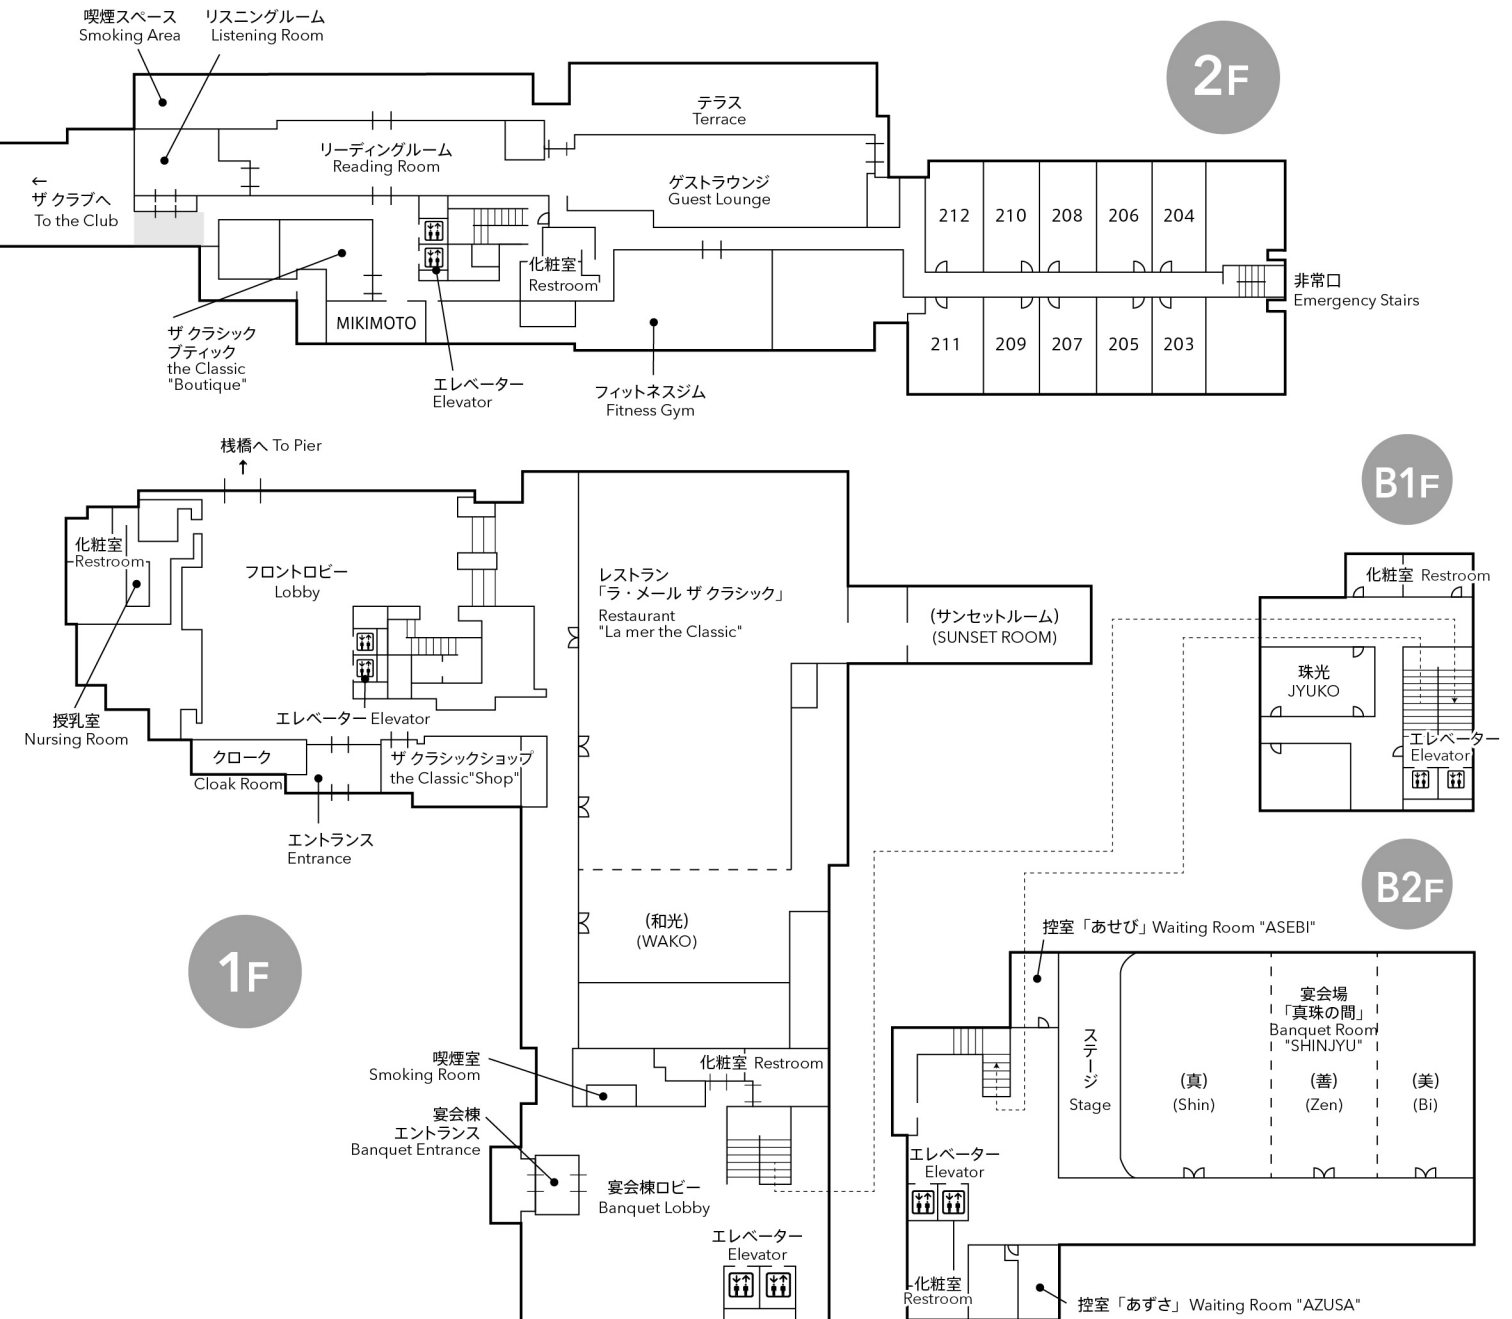 喫煙スペース
Smoking Area
リスニングルーム
Listening Room
2F
テラス
Terrace
リーディングルーム
Reading Room
←
ザ クラブへ
To the Club
ゲストラウンジ
Guest Lounge
212
210
208
206
204
化粧室
Restroom
非常口
Emergency Stairs
MIKIMOTO
211
209
207
205
203
ザ クラシック
ブティック
the Classic
"Boutique"
エレベーター
Elevator
フィットネスジム
Fitness Gym
桟橋へ To Pier
↑
B1F
化粧室
Restroom
フロントロビー
Lobby
レストラン
「ラ・メール ザ クラシック」
Restaurant
"La mer the Classic"
(サンセットルーム)
(SUNSET ROOM)
化粧室 Restroom
珠光
JYUKO
エレベーター
Elevator
授乳室
Nursing Room
エレベーター Elevator
クローク
Cloak Room
ザ クラシックショップ
the Classic"Shop"
エントランス
Entrance
B2F
1F
(和光)
(WAKO)
控室「あせび」Waiting Room "ASEBI"
ステージ
Stage
宴会場
「真珠の間」
Banquet Room
"SHINJYU"
(真)
(Shin)
(善)
(Zen)
(美)
(Bi)
喫煙室
Smoking Room
化粧室 Restroom
宴会棟
エントランス
Banquet Entrance
宴会棟ロビー
Banquet Lobby
エレベーター
Elevator
エレベーター
Elevator
化粧室
Restroom
控室「あずさ」Waiting Room "AZUSA"